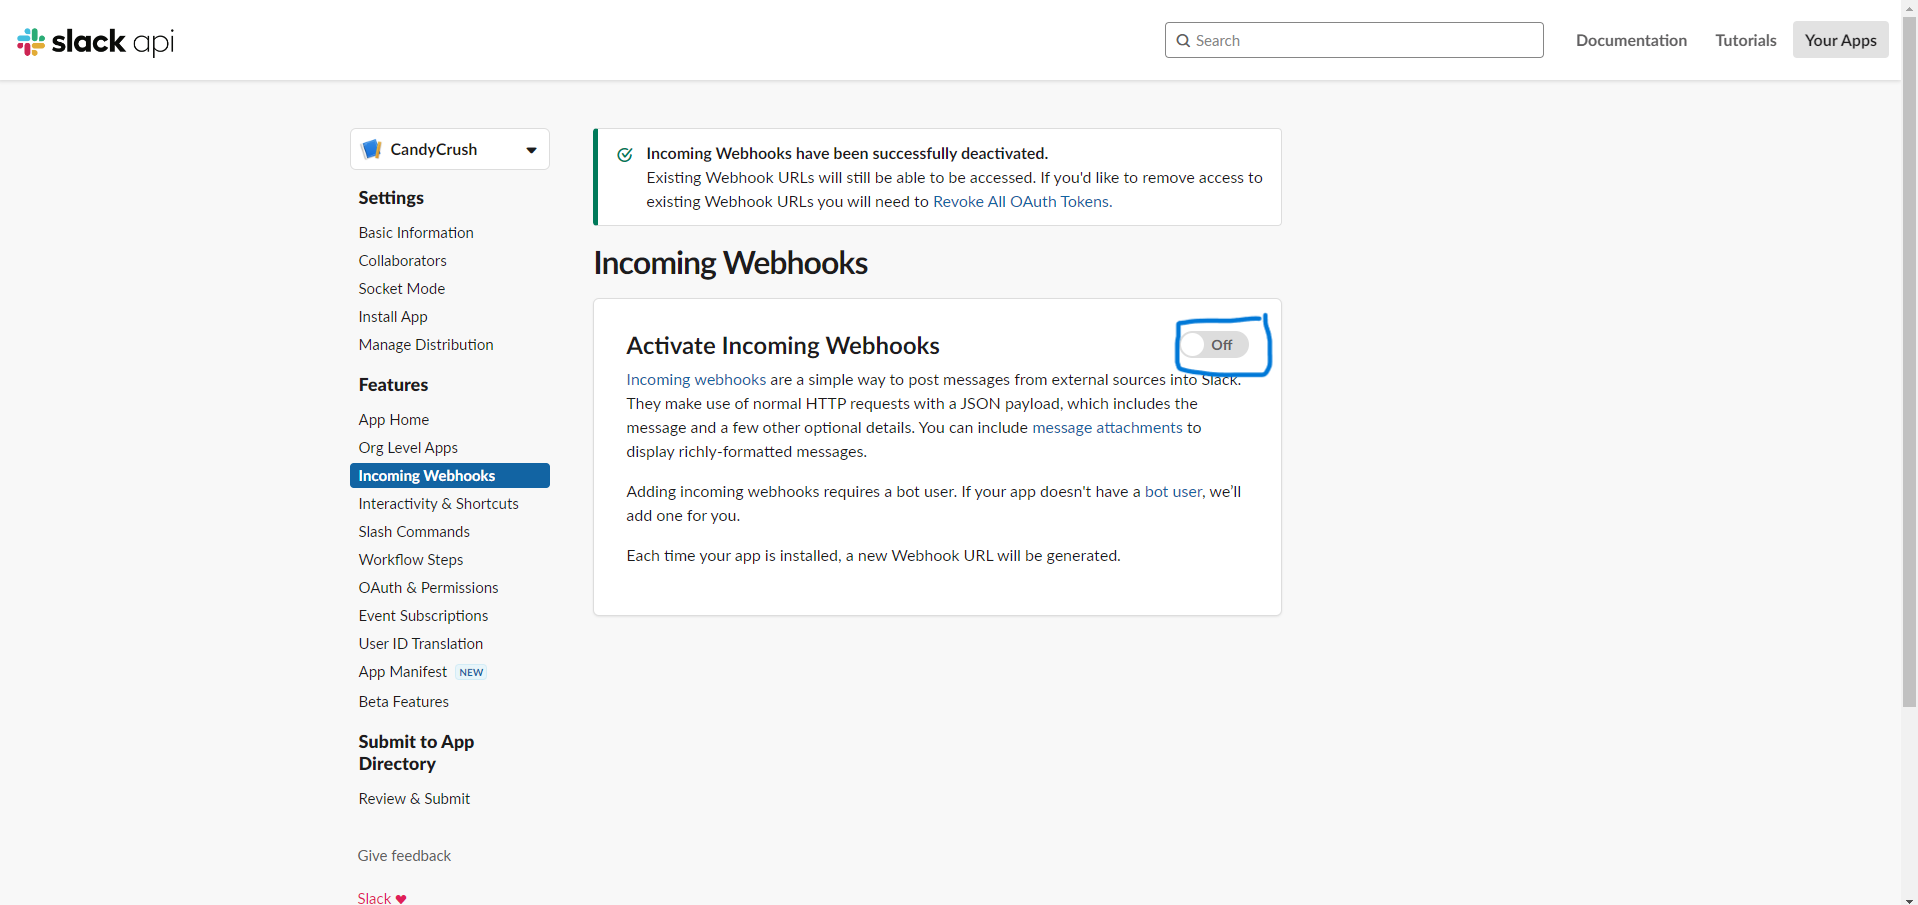 slack api
Search
Documentation
Tutorials
Your Apps
CandyCrush
Settings
Basic Information
Collaborators
Socket Mode
Install App
Manage Distribution
Features
App Home
Org Level Apps
Incoming Webhooks
Interactivity & Shortcuts
Slash Commands
Workflow Steps
OAuth & Permissions
Event Subscriptions
User ID Translation
App Manifest NEW
Beta Features
Submit to App
Directory
Review & Submit
Give feedback
Slack ♥
Incoming Webhooks have been successfully deactivated.
Existing Webhook URLs will still be able to be accessed. If you'd like to remove access to
existing Webhook URLs you will need to Revoke All OAuth Tokens.
Incoming Webhooks
Activate Incoming Webhooks
Off
Incoming webhooks are a simple way to post messages from external sources into Slack.
They make use of normal HTTP requests with a JSON payload, which includes the
message and a few other optional details. You can include message attachments to
display richly-formatted messages.
Adding incoming webhooks requires a bot user. If your app doesn't have a bot user, we’ll
add one for you.
Each time your app is installed, a new Webhook URL will be generated.